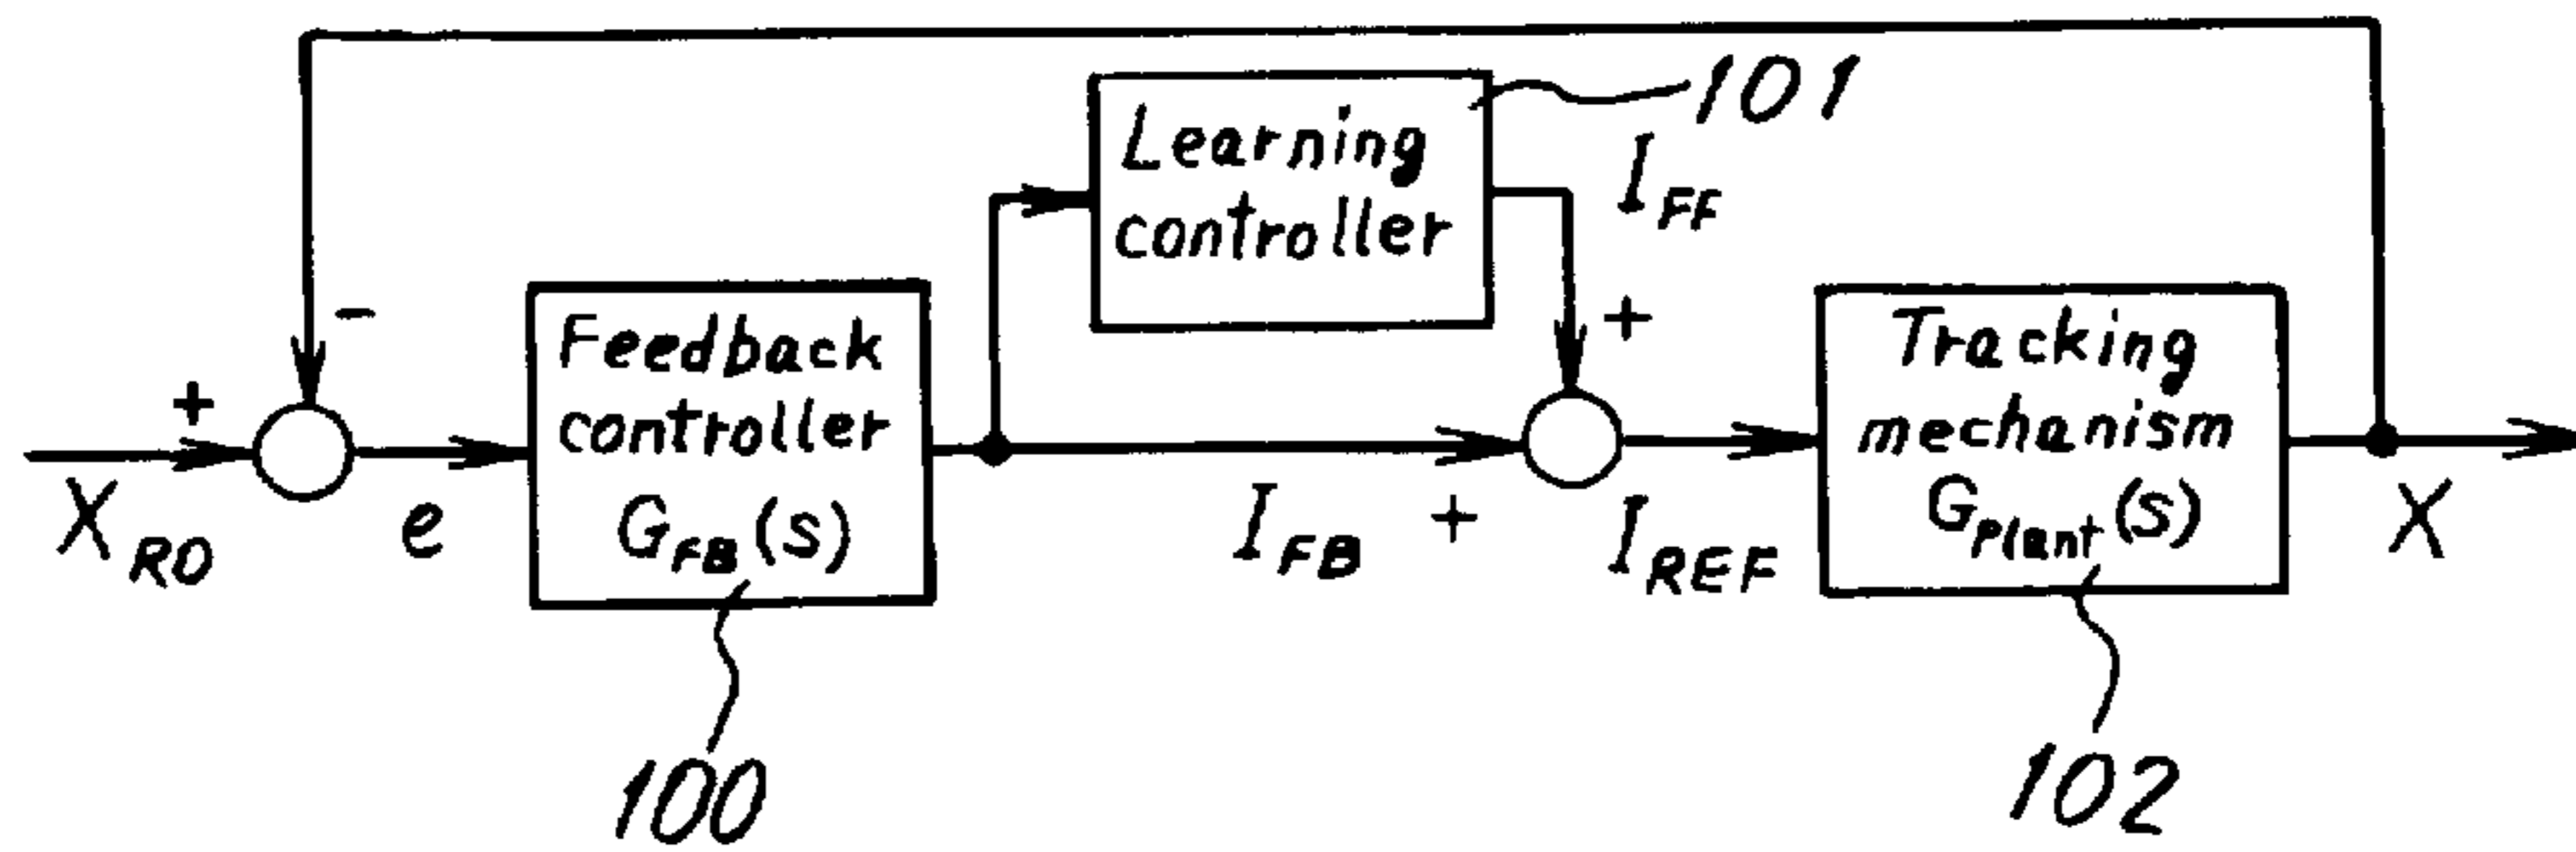 101
Learning
controller
I_FF
-
+
Feedback
controller
G_FB(s)
+
Tracking
mechanism
G_Plant(s)
X_RO
e
I_FB
+
I_REF
X
100
102